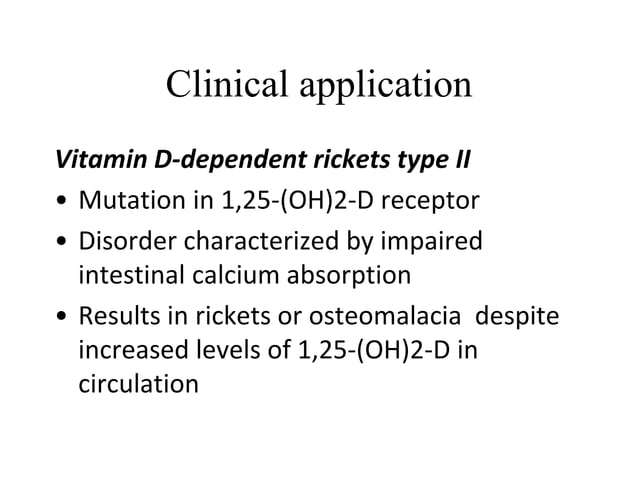 Clinical application
Vitamin D-dependent rickets type II
• Mutation in 1,25-(OH)2-D receptor
• Disorder characterized by impaired
intestinal calcium absorption
• Results in rickets or osteomalacia  despite
increased levels of 1,25-(OH)2-D in
circulation